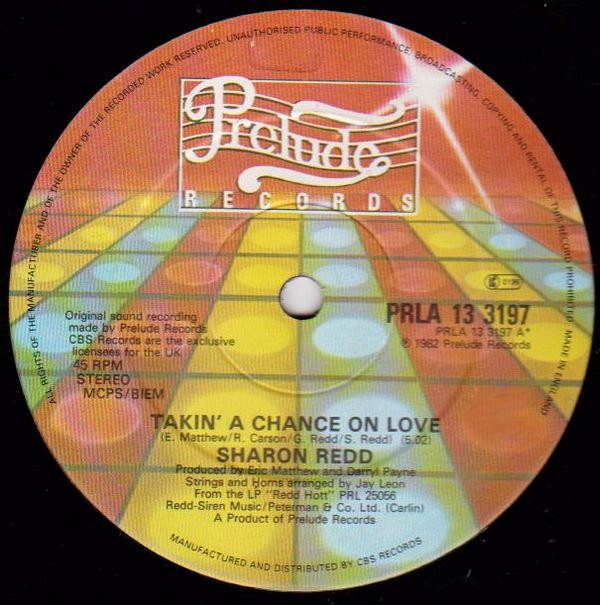 ALL RIGHTS OF THE MANUFACTURER AND OF THE OWNER OF THE RECORDED WORK RESERVED. UNAUTHORISED PUBLIC PERFORMANCE, BROADCASTING, COPYING AND RENTAL OF THIS RECORD PROHIBITED. MADE IN ENGLAND
Prelude
RECORDS
Original sound recording
made by Prelude Records
CBS Records are the exclusive
licensees for the UK
45 RPM
STEREO
MCPS/BIEM
PRLA 13 3197
PRLA 13 3197 A*
℗ 1982 Prelude Records
TAKIN' A CHANCE ON LOVE
(E. Matthew/R. Carson/G. Redd/S. Redd) (5.02)
SHARON REDD
Produced by Eric Matthew and Darryl Payne
Strings and Horns arranged by Jay Leon
From the LP "Redd Hott" PRL 25056
Redd-Siren Music/Peterman & Co. Ltd. (Carlin)
A Product of Prelude Records
MANUFACTURED AND DISTRIBUTED BY CBS RECORDS